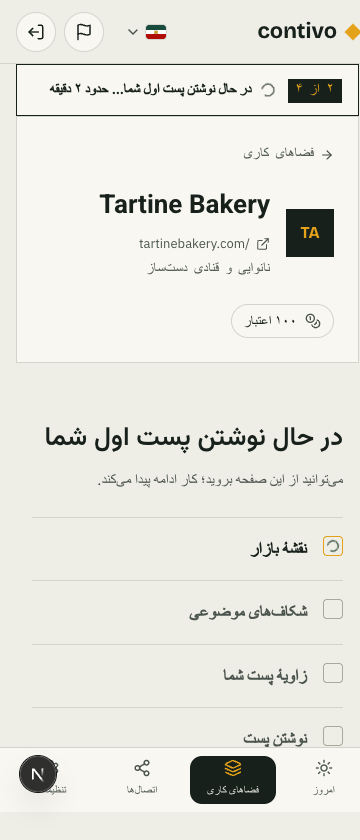 contivo
۲ از ۴
در حال نوشتن پست اول شما... حدود ۲ دقیقه
فضاهای کاری
Tartine Bakery
TA
tartinebakery.com/
نانوایی و قنادی دست‌ساز
۱۰۰ اعتبار
در حال نوشتن پست اول شما
می‌توانید از این صفحه بروید؛ کار ادامه پیدا می‌کند.
نقشهٔ بازار
شکاف‌های موضوعی
زاویهٔ پست شما
نوشتن پست
امروز
فضاهای کاری
اتصال‌ها
N